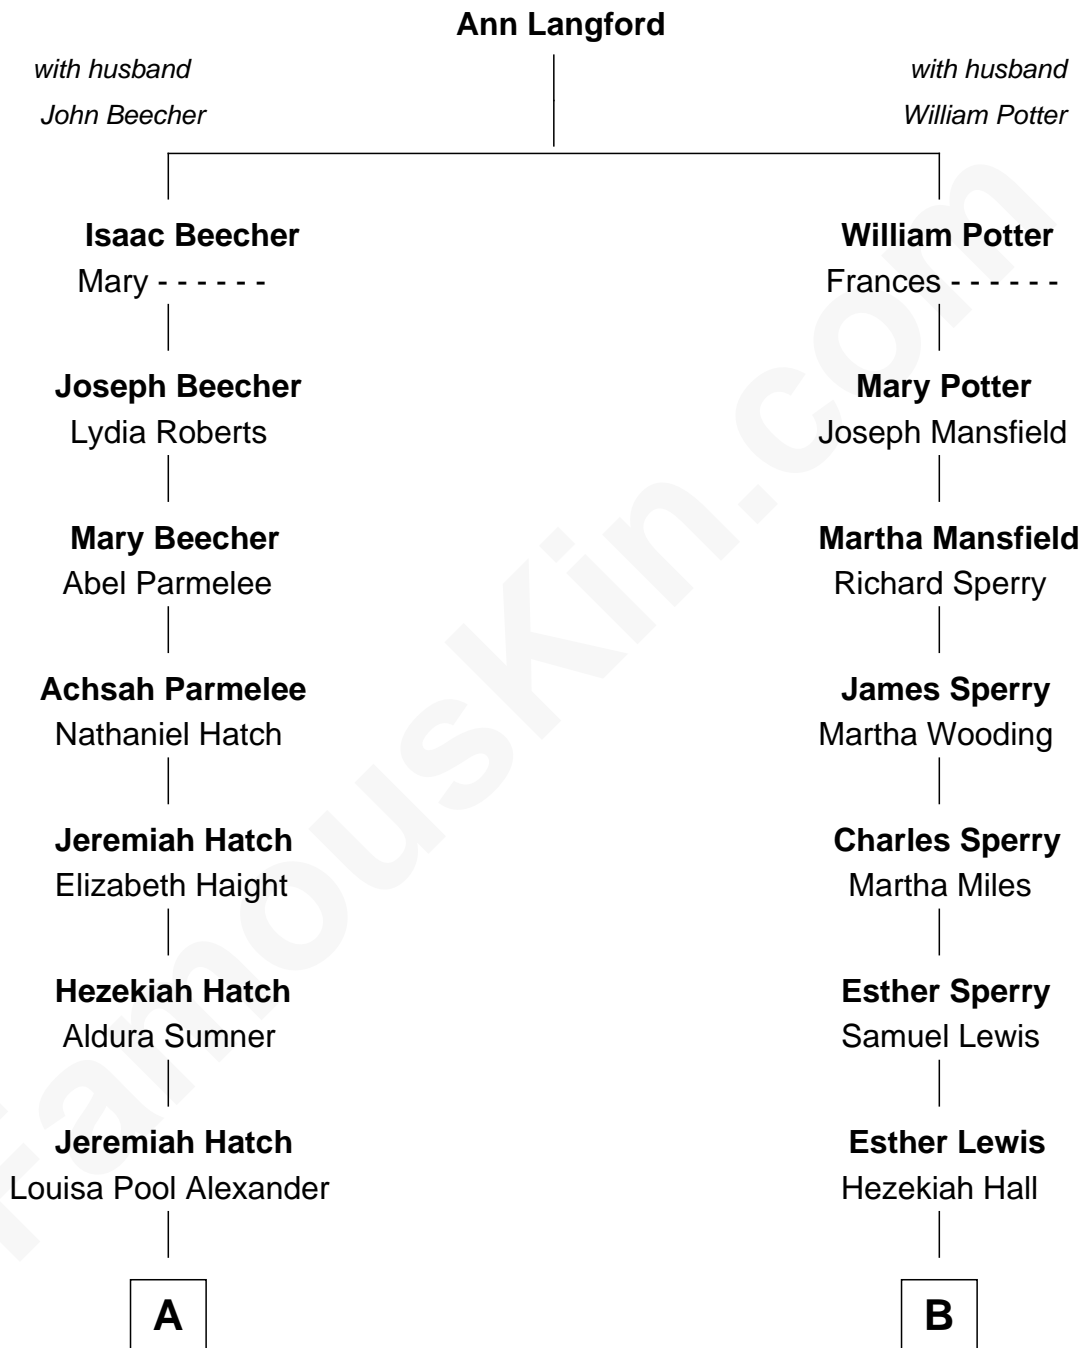 Ann Langford
with husband
John Beecher
with husband
William Potter
Isaac Beecher
Mary - - - - - -
William Potter
Frances - - - - - -
Joseph Beecher
Lydia Roberts
Mary Potter
Joseph Mansfield
Mary Beecher
Abel Parmelee
Martha Mansfield
Richard Sperry
Achsah Parmelee
Nathaniel Hatch
James Sperry
Martha Wooding
Jeremiah Hatch
Elizabeth Haight
Charles Sperry
Martha Miles
Hezekiah Hatch
Aldura Sumner
Esther Sperry
Samuel Lewis
Jeremiah Hatch
Louisa Pool Alexander
Esther Lewis
Hezekiah Hall
A
B
FamousKin.com